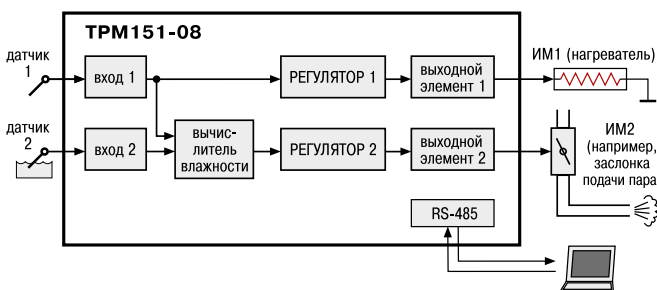 ТРМ151-08
датчик
1
вход 1
РЕГУЛЯТОР 1
выходной
элемент 1
ИМ1 (нагреватель)
датчик
2
вход 2
вычис-
литель
влажности
РЕГУЛЯТОР 2
выходной
элемент 2
ИМ2
(например,
заслонка
подачи пара)
RS-485